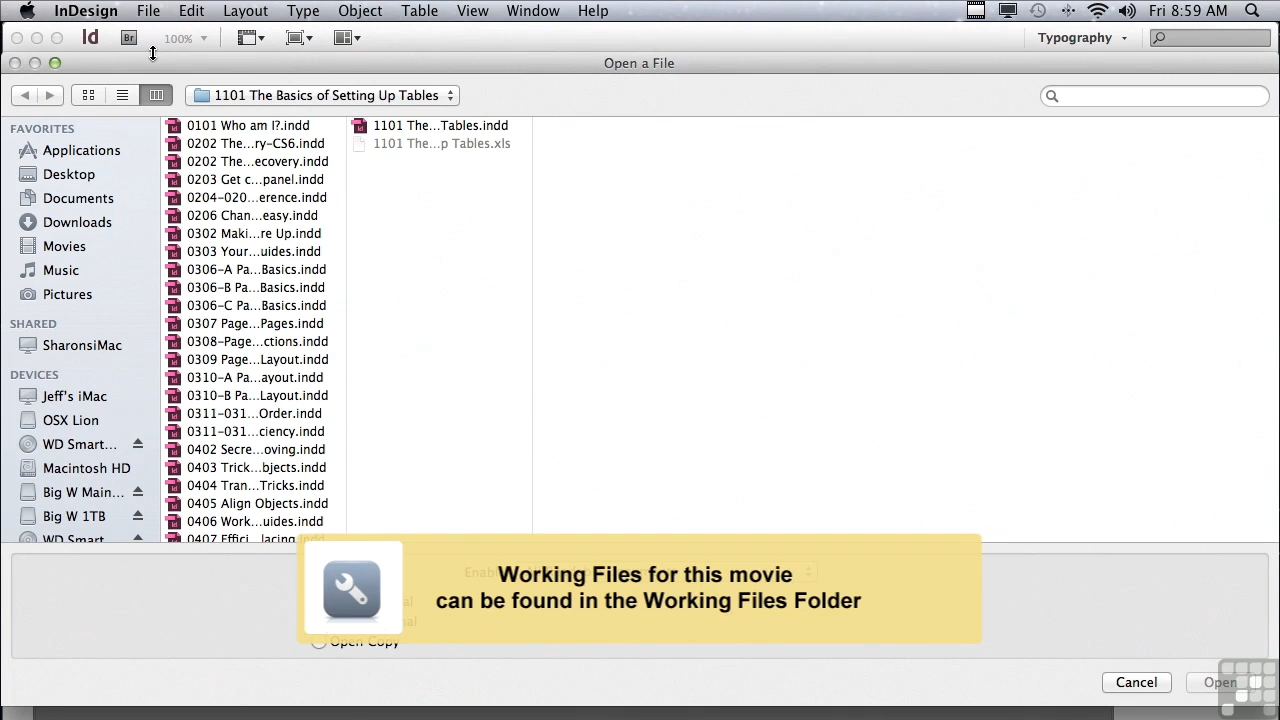 InDesign File Edit Layout Type Object Table View Window Help Fri 8:59 AM
Id Br 100% Typography
Open a File
1101 The Basics of Setting Up Tables
FAVORITES
Applications
Desktop
Documents
Downloads
Movies
Music
Pictures
SHARED
SharonsiMac
DEVICES
Jeff's iMac
OSX Lion
WD Smart...
Macintosh HD
Big W Main...
Big W 1TB
WD Smart
0101 Who am I?.indd
0202 The...ry-CS6.indd
0202 The...ecovery.indd
0203 Get c...panel.indd
0204-020...erence.indd
0206 Chan...easy.indd
0302 Maki...re Up.indd
0303 Your...uides.indd
0306-A Pa...Basics.indd
0306-B Pa...Basics.indd
0306-C Pa...Basics.indd
0307 Page...Pages.indd
0308-Page...ctions.indd
0309 Page...Layout.indd
0310-A Pa...ayout.indd
0310-B Pa...Layout.indd
0311-031...Order.indd
0311-031...ciency.indd
0402 Secre...oving.indd
0403 Trick...bjects.indd
0404 Tran...Tricks.indd
0405 Align Objects.indd
0406 Work...uides.indd
0407 Effici...lacing.indd
1101 The...Tables.indd
1101 The...p Tables.xls
Working Files for this movie
can be found in the Working Files Folder
Open Copy
Cancel Open